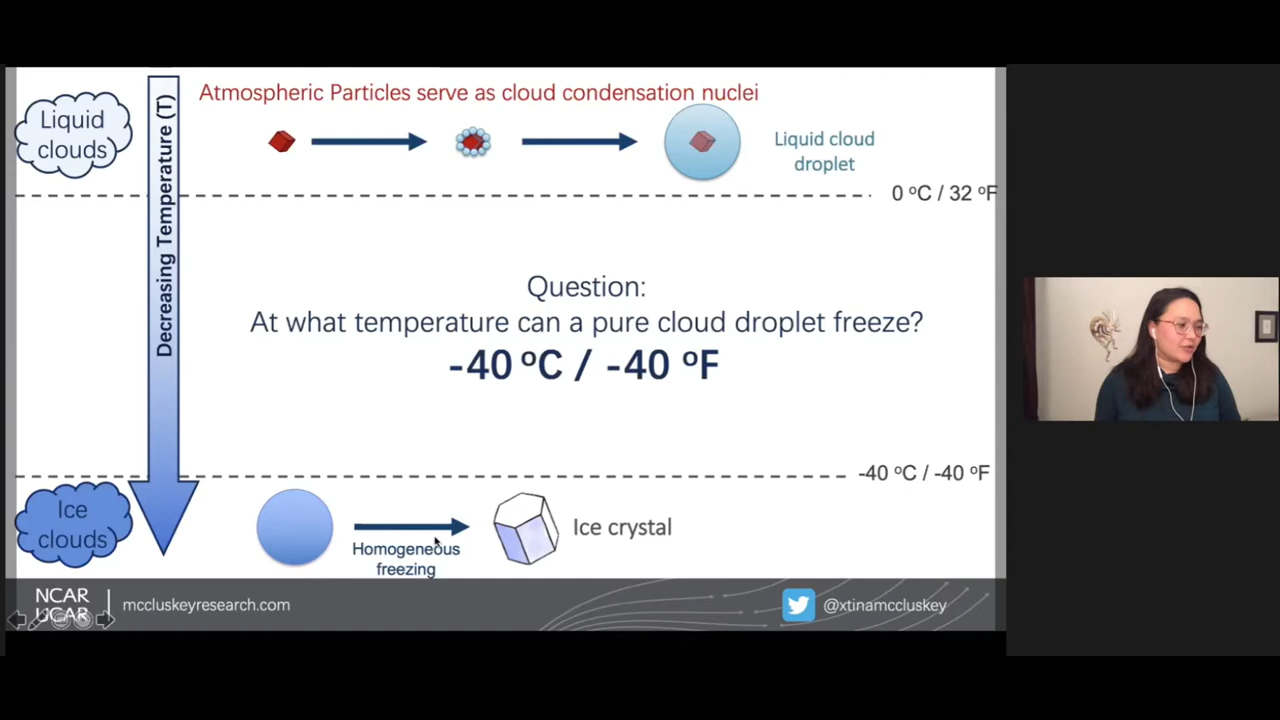 Atmospheric Particles serve as cloud condensation nuclei
Liquid
clouds
Decreasing Temperature (T)
Liquid cloud
droplet
0 ºC / 32 ºF
Question:
At what temperature can a pure cloud droplet freeze?
-40 ºC / -40 ºF
-40 ºC / -40 ºF
Ice
clouds
Homogeneous
freezing
Ice crystal
NCAR
UCAR
mccluskeyresearch.com
@xtinamccluskey